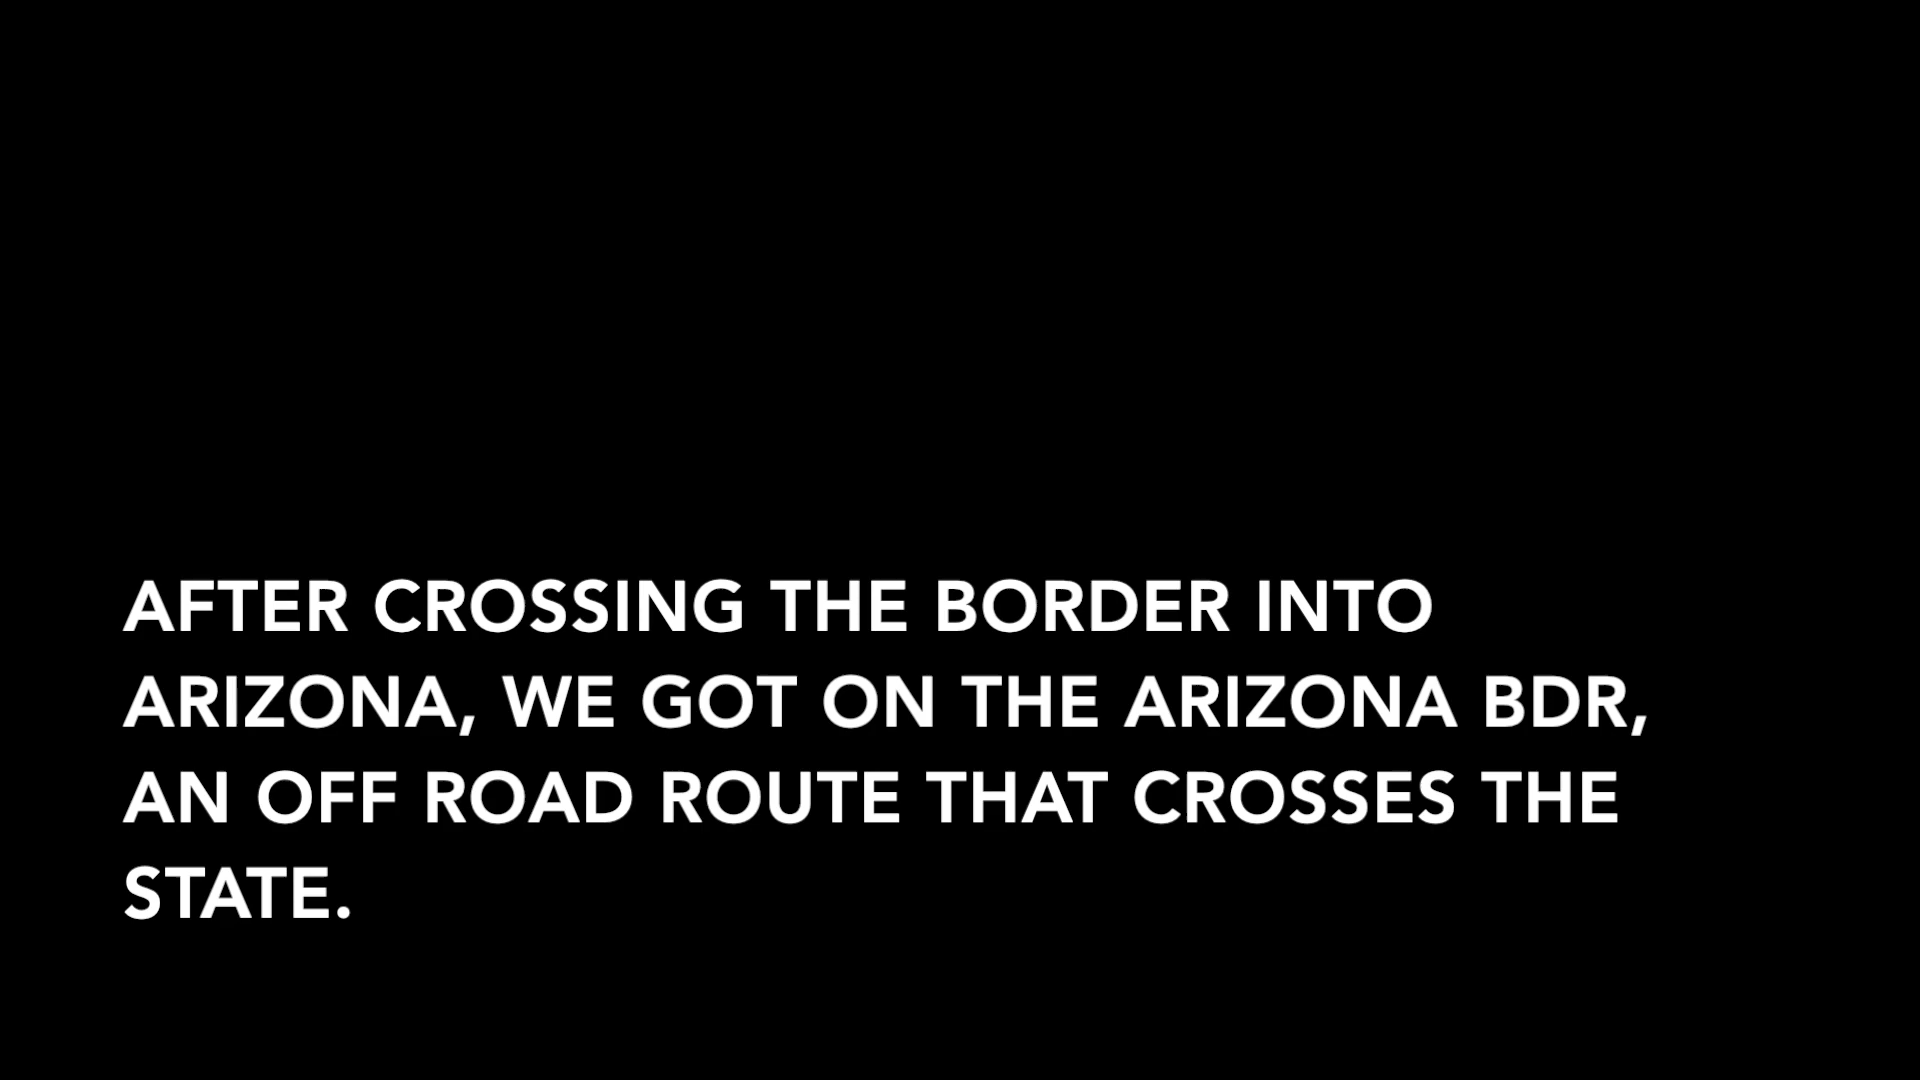 AFTER CROSSING THE BORDER INTO
ARIZONA, WE GOT ON THE ARIZONA BDR,
AN OFF ROAD ROUTE THAT CROSSES THE
STATE.